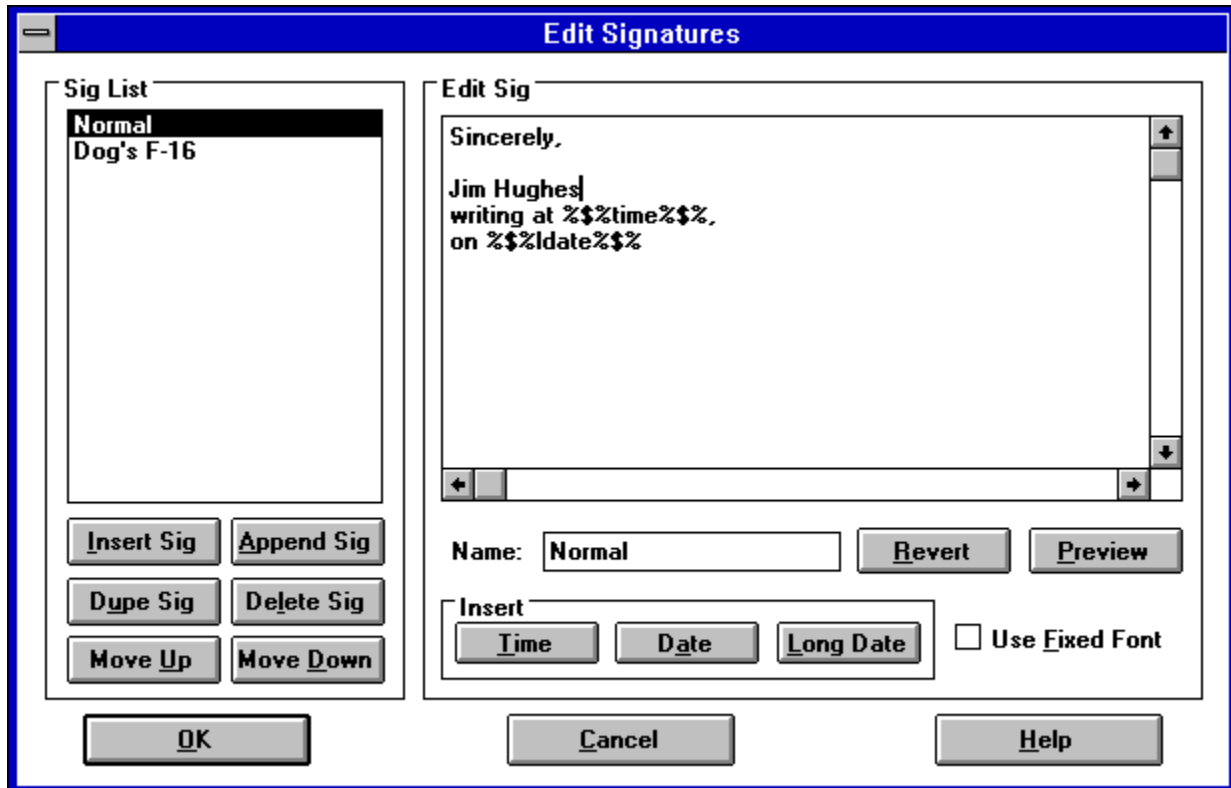 Edit Signatures
Sig List
Normal
Dog's F-16
Insert Sig
Append Sig
Dupe Sig
Delete Sig
Move Up
Move Down
Edit Sig
Sincerely,
Jim Hughes
writing at %$%time%$%,
on %$%ldate%$%
Name:
Normal
Revert
Preview
Insert
Time
Date
Long Date
Use Fixed Font
OK
Cancel
Help